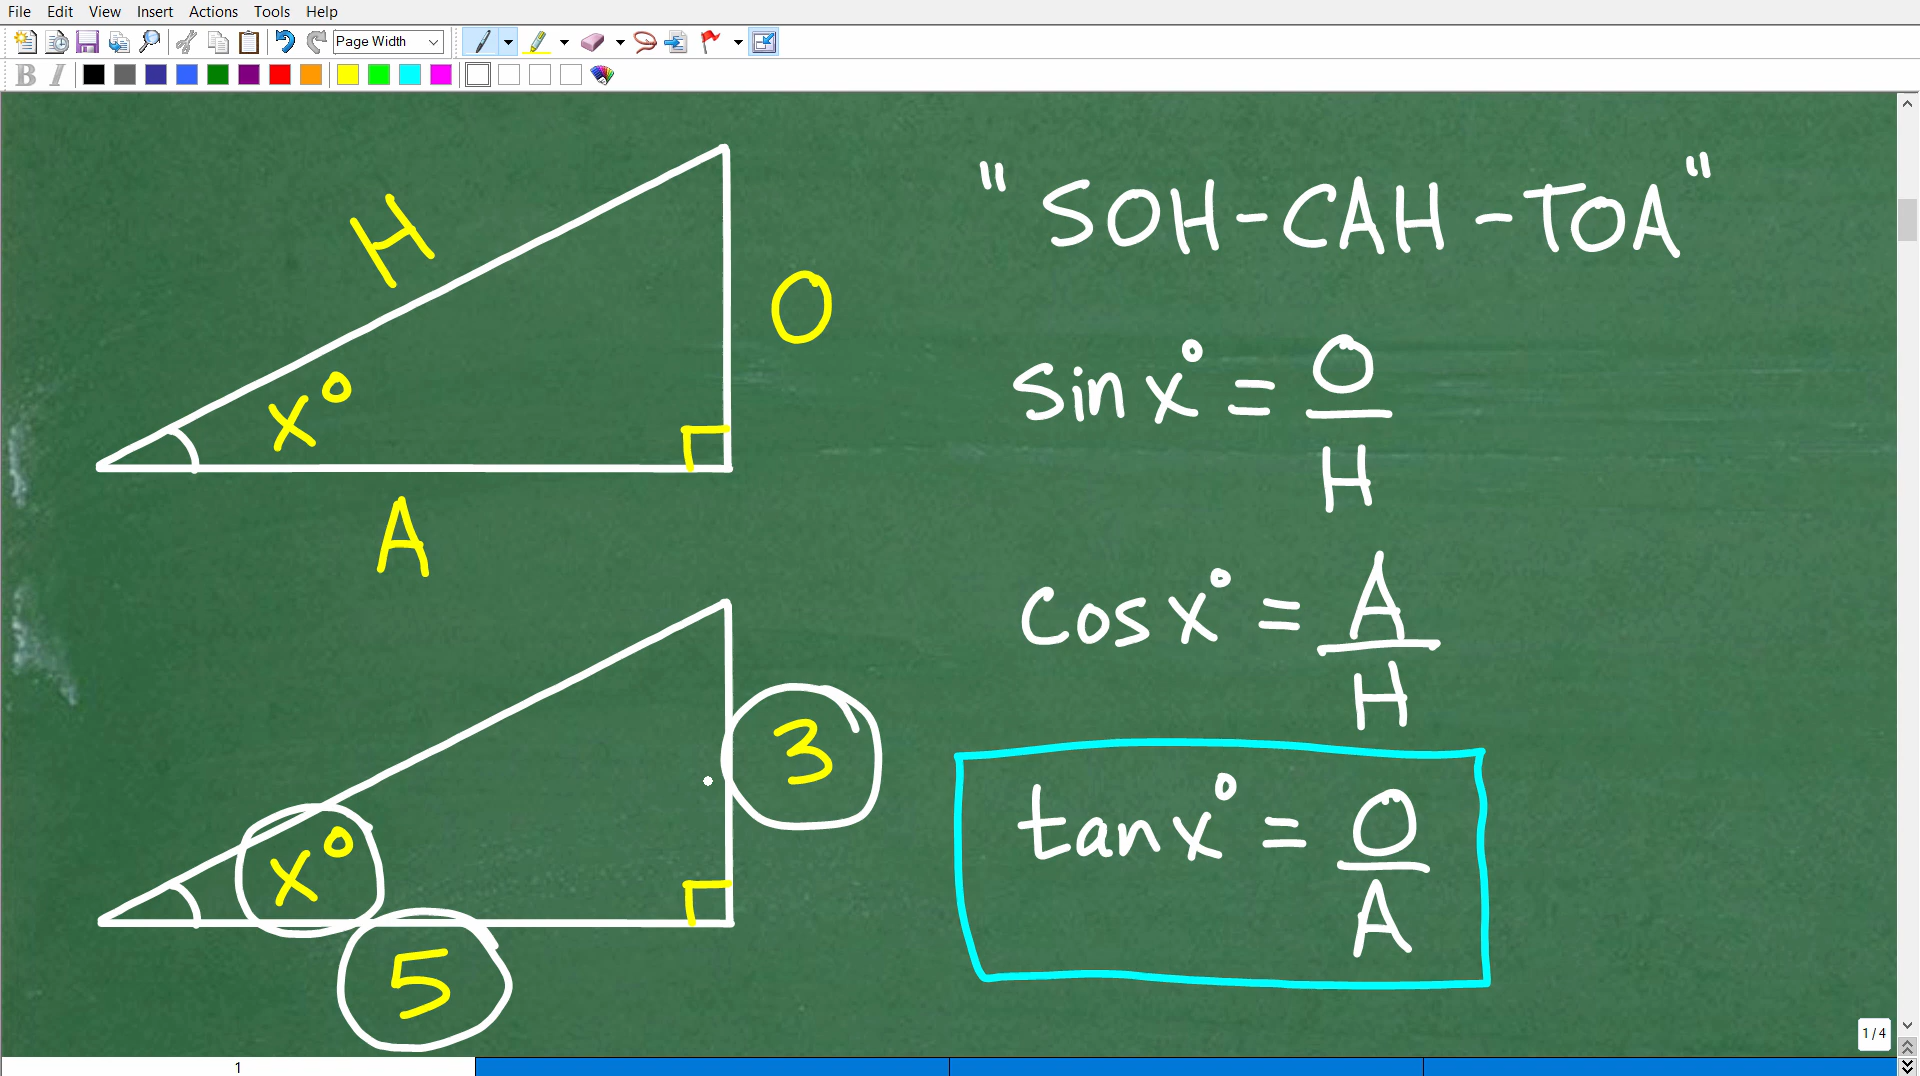 File Edit View Insert Actions Tools Help
Page Width
B I
"SOH-CAH-TOA"
H
O
x°
A
sin x° = O/H
cos x° = A/H
3
x°
5
tan x° = O/A
1/4
1